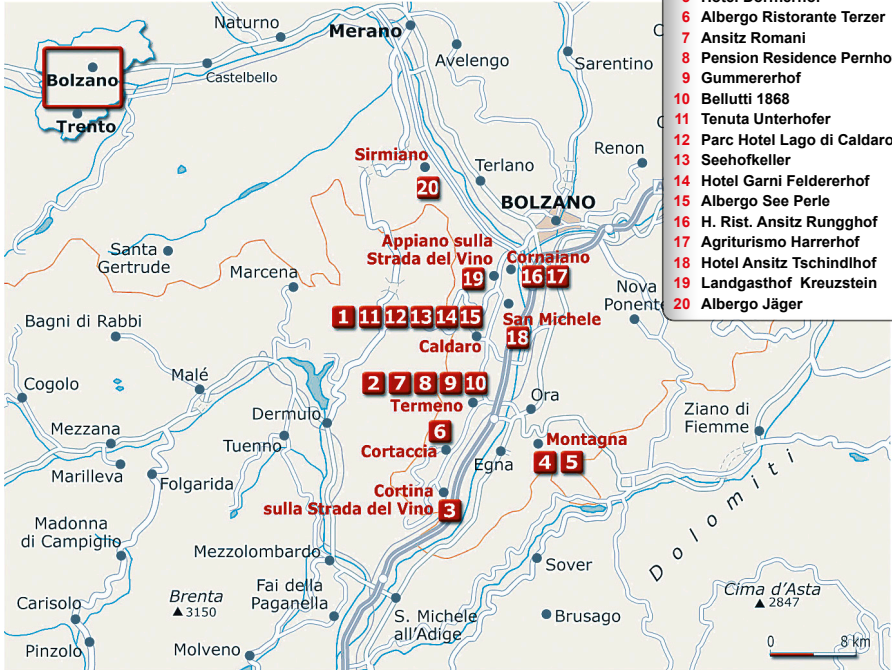 Naturno
Merano
Avelengo
Sarentino
Castelbello
Bolzano
Trento
Sirmiano
20
Terlano
Renon
BOLZANO
Santa
Gertrude
Appiano sulla
Strada del Vino
19
Cornaiano
16 17
Marcena
Nova
Ponente
1 11 12 13 14 15
San Michele
18
Bagni di Rabbi
Caldaro
Cogolo
Malé
2 7 8 9 10
Termeno
Ora
Dermulo
Ziano di
Fiemme
Mezzana
Tuenno
6
Cortaccia
Egna
Montagna
4 5
Marilleva
Folgarida
Cortina
sulla Strada del Vino
3
Dolomiti
Madonna
di Campiglio
Mezzolombardo
Sover
Fai della
Paganella
Brenta
3150
Cima d'Asta
2847
Carisolo
S. Michele
all'Adige
Brusago
Pinzolo
Molveno
0 8 km
6 Albergo Ristorante Terzer
7 Ansitz Romani
8 Pension Residence Pernho
9 Gummererhof
10 Bellutti 1868
11 Tenuta Unterhofer
12 Parc Hotel Lago di Caldaro
13 Seehofkeller
14 Hotel Garni Feldererhof
15 Albergo See Perle
16 H. Rist. Ansitz Rungghof
17 Agriturismo Harrerhof
18 Hotel Ansitz Tschindlhof
19 Landgasthof Kreuzstein
20 Albergo Jäger